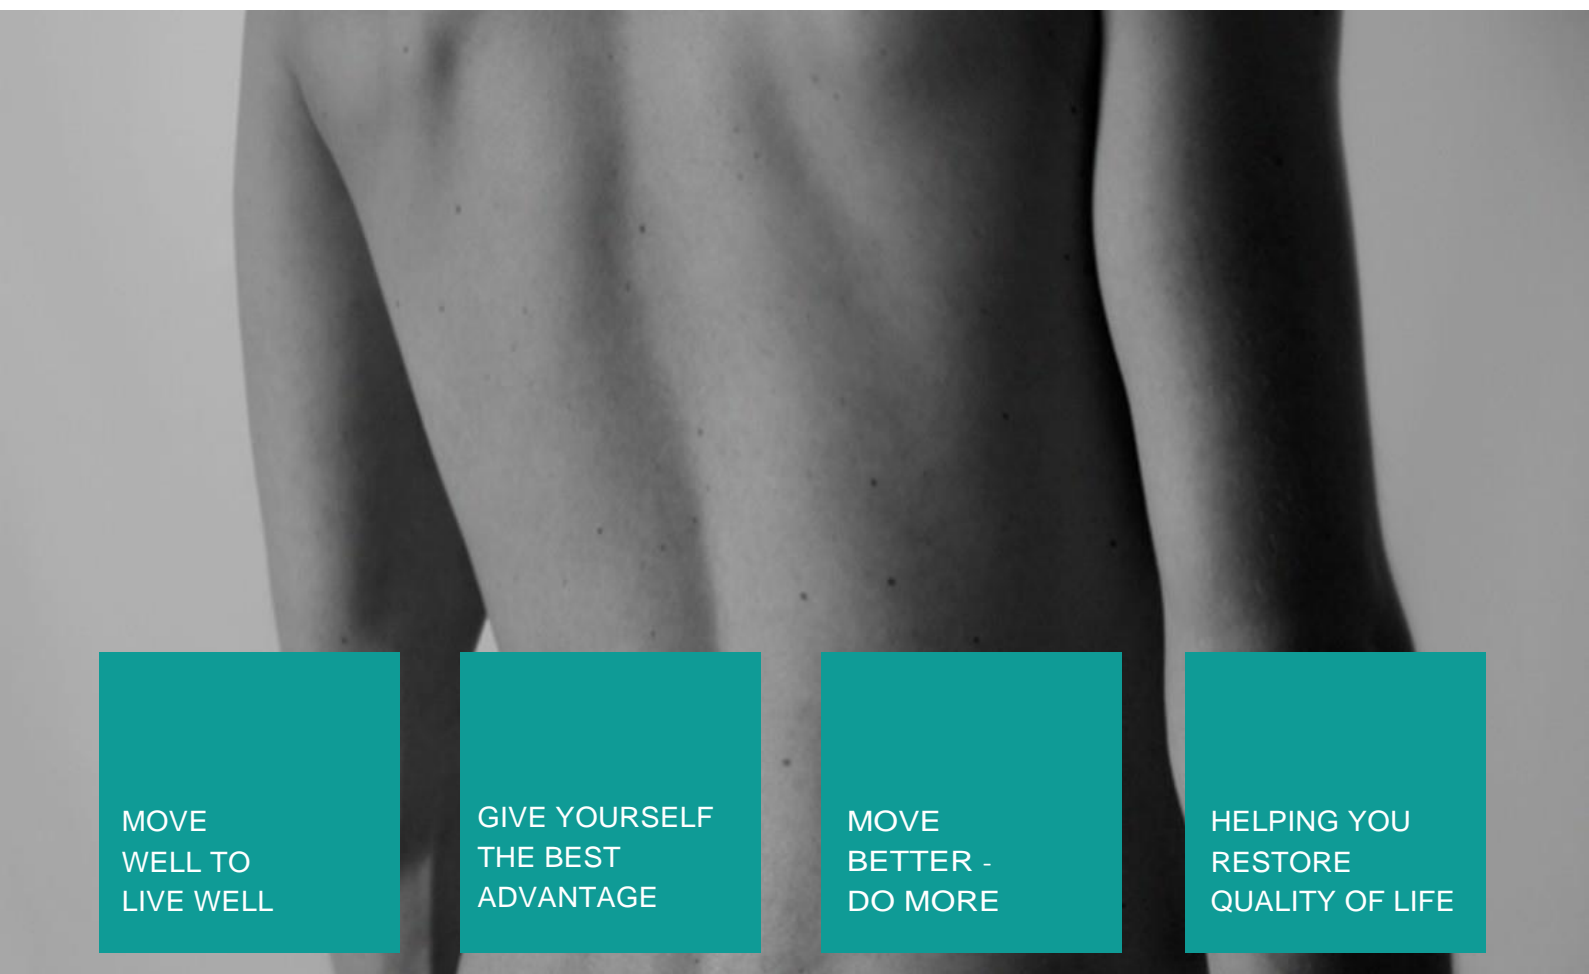 MOVE
WELL TO
LIVE WELL
GIVE YOURSELF
THE BEST
ADVANTAGE
MOVE
BETTER -
DO MORE
HELPING YOU
RESTORE
QUALITY OF LIFE